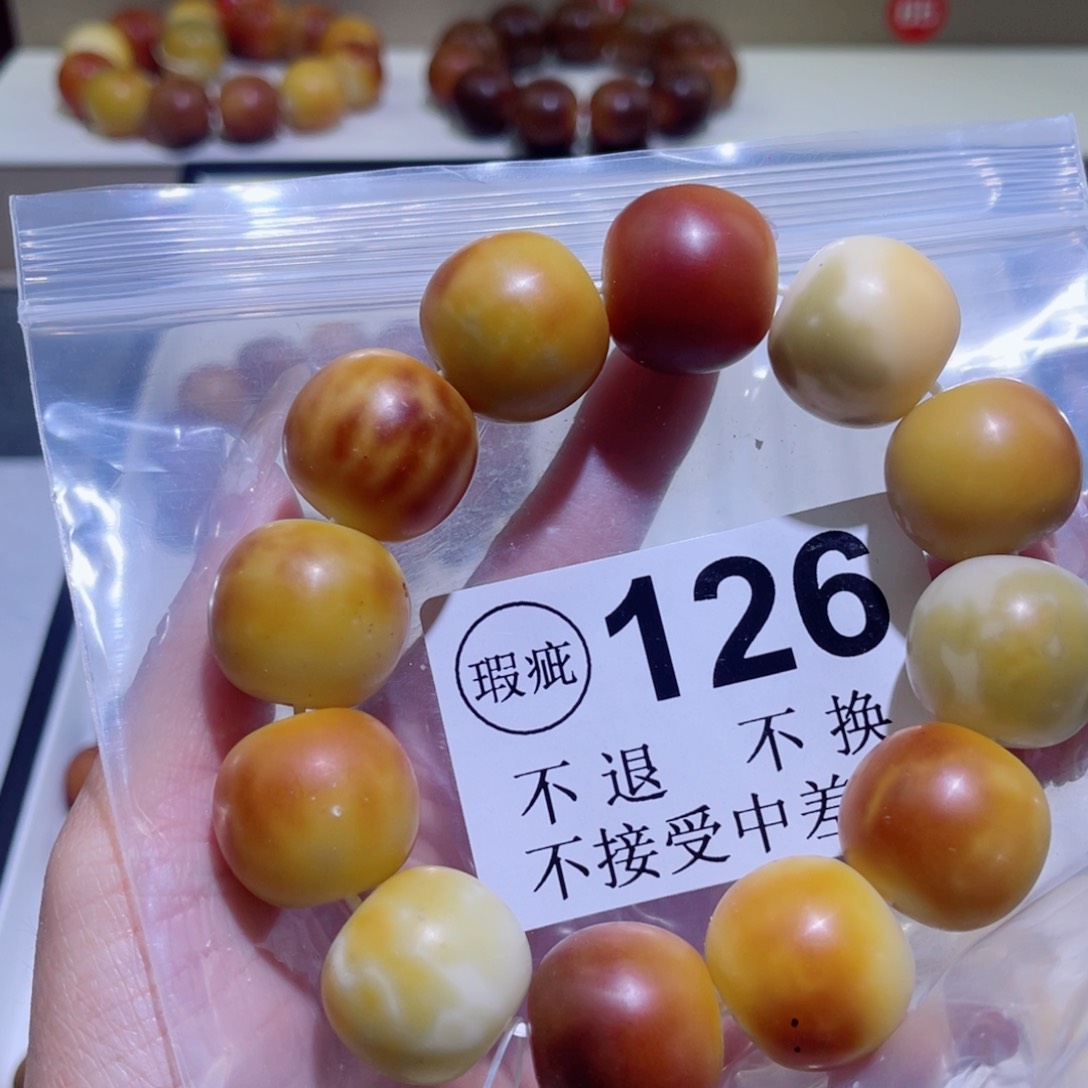 瑕疵
126
不退 不换
不接受中差